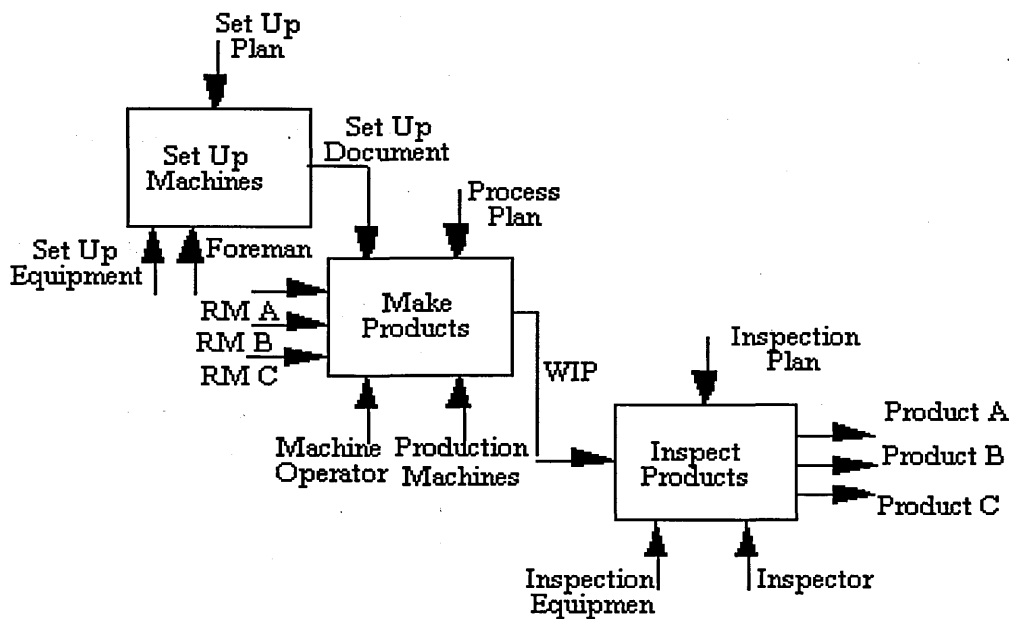 Set Up
Plan
Set Up
Machines
Set Up
Document
Process
Plan
Set Up
Equipment
Foreman
RM A
RM B
RM C
Make
Products
WIP
Inspection
Plan
Machine
Operator
Production
Machines
Inspect
Products
Product A
Product B
Product C
Inspection
Equipmen
Inspector